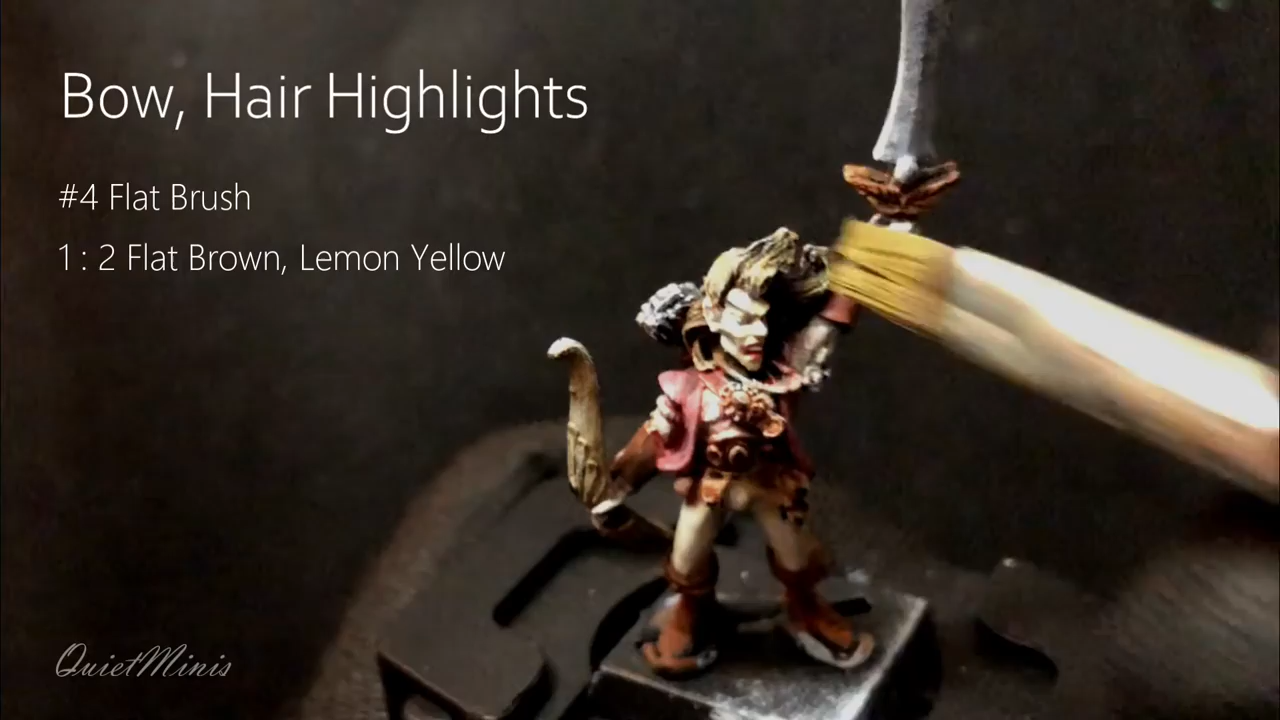 Bow, Hair Highlights
#4 Flat Brush
1 : 2 Flat Brown, Lemon Yellow
QuietMinis